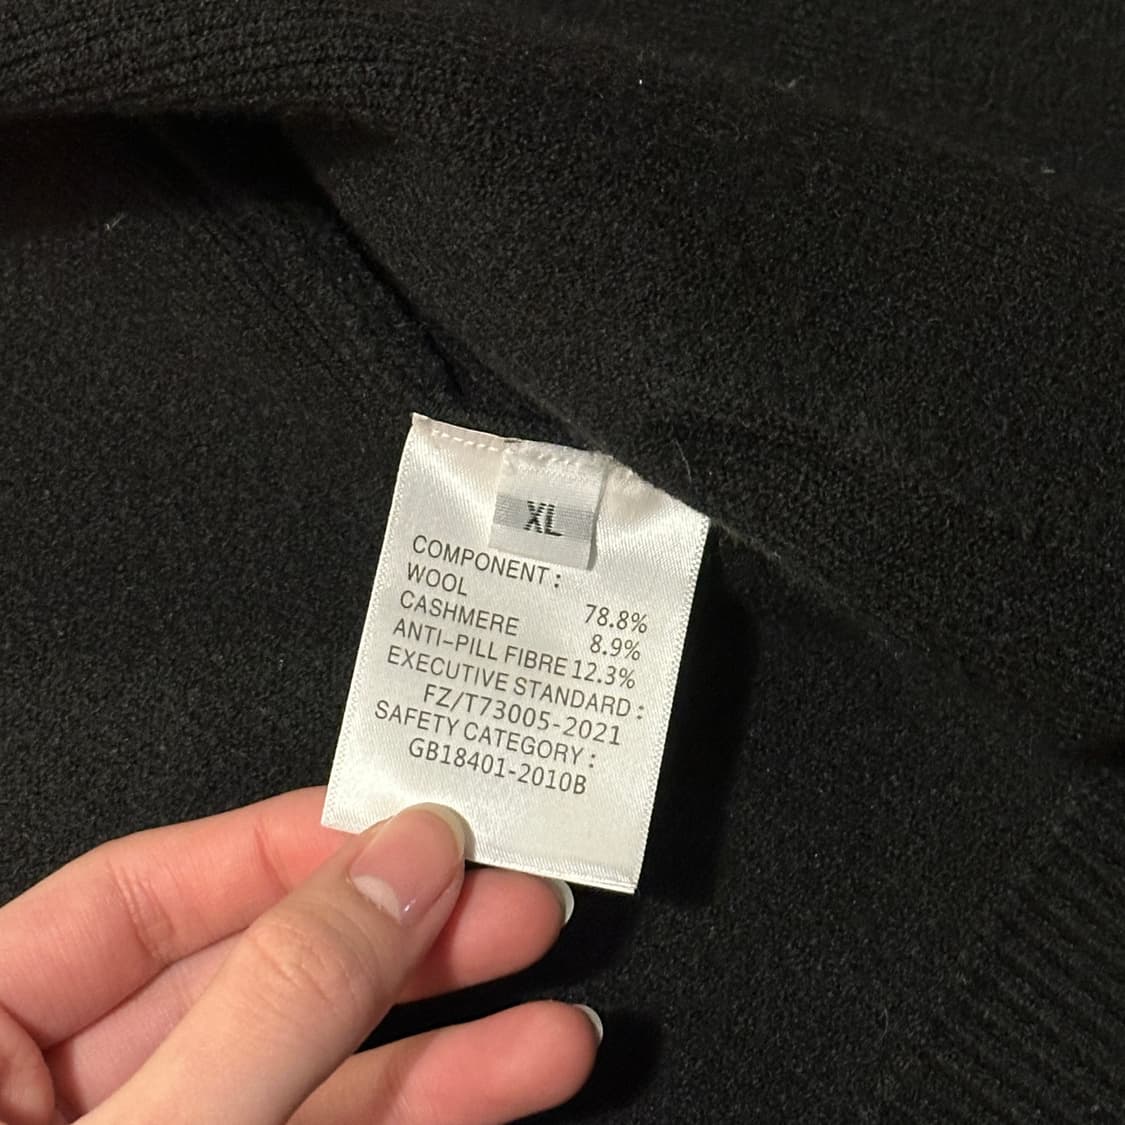 XL
COMPONENT :
WOOL 78.8%
CASHMERE 8.9%
ANTI-PILL FIBRE 12.3%
EXECUTIVE STANDARD :
FZ/T73005-2021
SAFETY CATEGORY :
GB18401-2010B